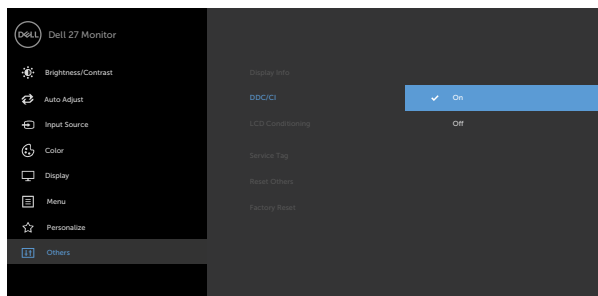 DELL
Dell 27 Monitor
Brightness/Contrast
Auto Adjust
Input Source
Color
Display
Menu
Personalize
Others
Display Info
DDC/CI
LCD Conditioning
Service Tag
Reset Others
Factory Reset
On
Off